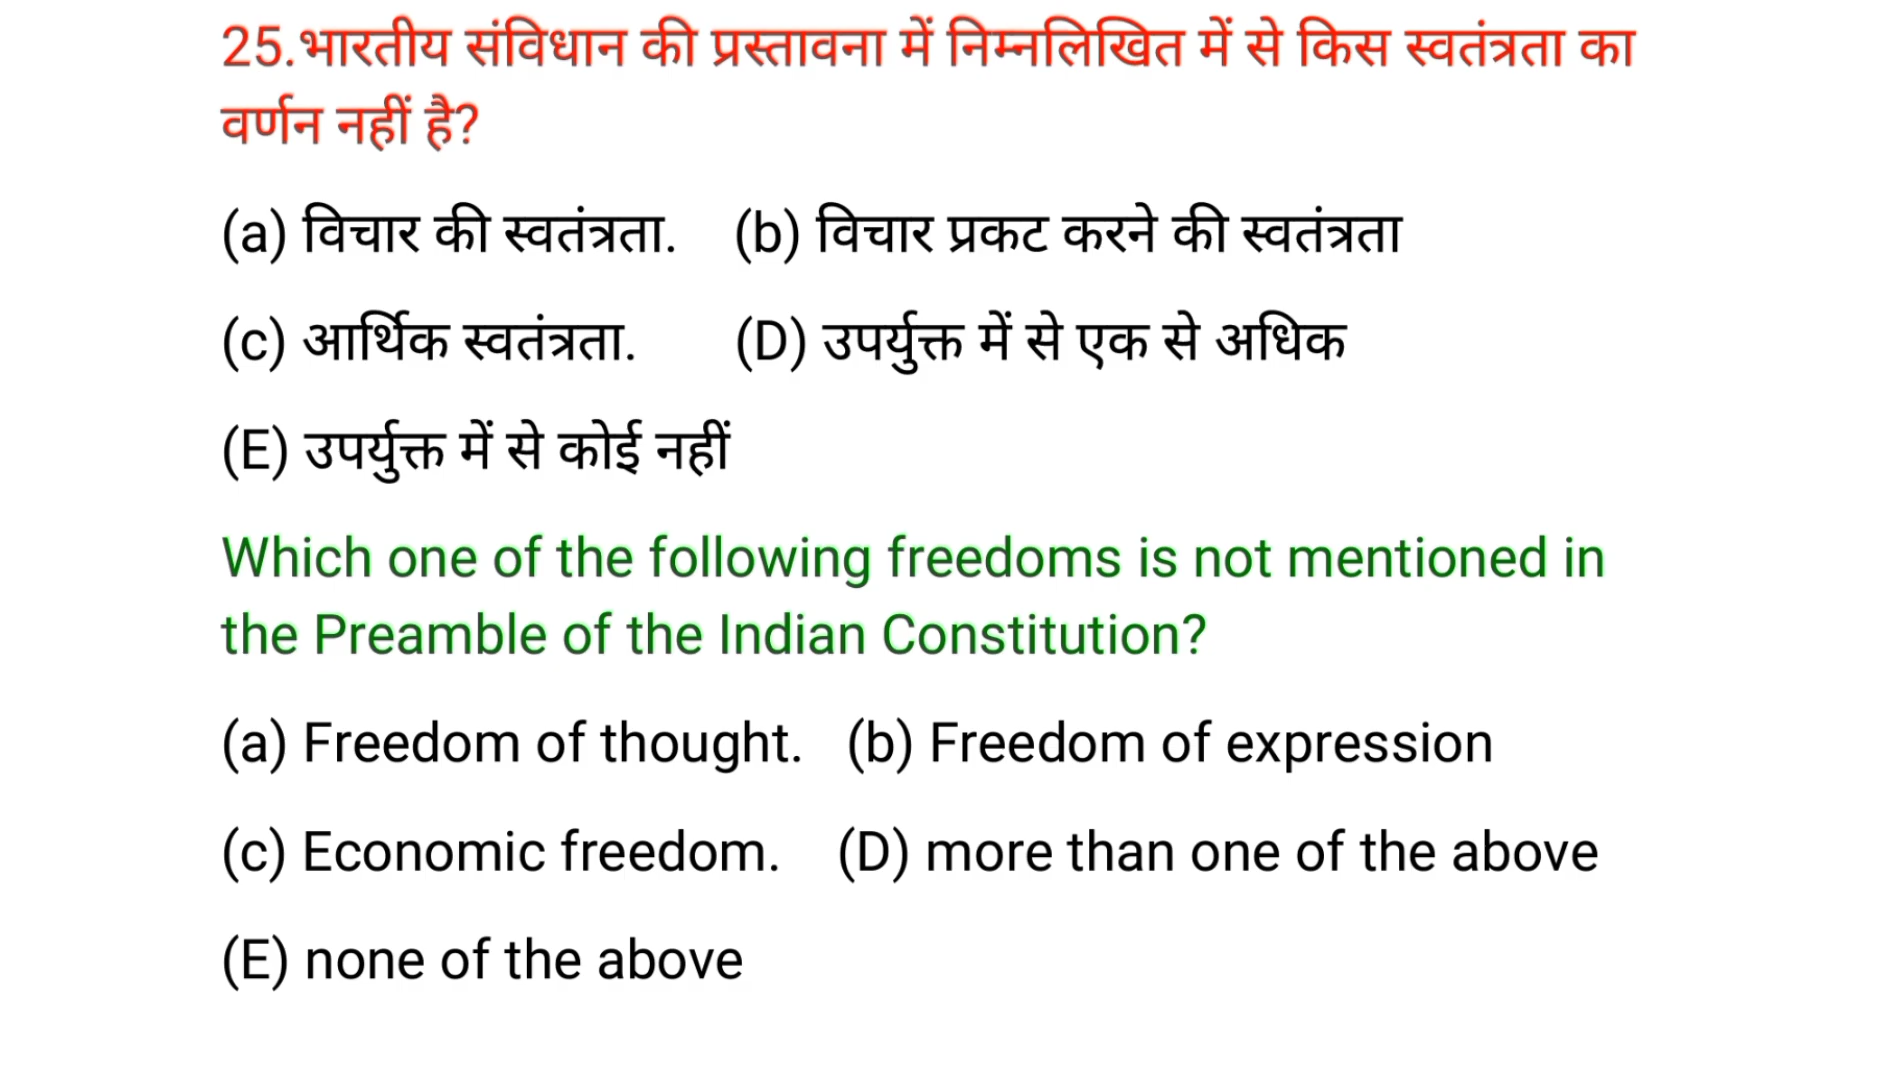 25.भारतीय संविधान की प्रस्तावना में निम्नलिखित में से किस स्वतंत्रता का
वर्णन नहीं है?
(a) विचार की स्वतंत्रता. (b) विचार प्रकट करने की स्वतंत्रता
(c) आर्थिक स्वतंत्रता. (D) उपर्युक्त में से एक से अधिक
(E) उपर्युक्त में से कोई नहीं
Which one of the following freedoms is not mentioned in
the Preamble of the Indian Constitution?
(a) Freedom of thought. (b) Freedom of expression
(c) Economic freedom. (D) more than one of the above
(E) none of the above